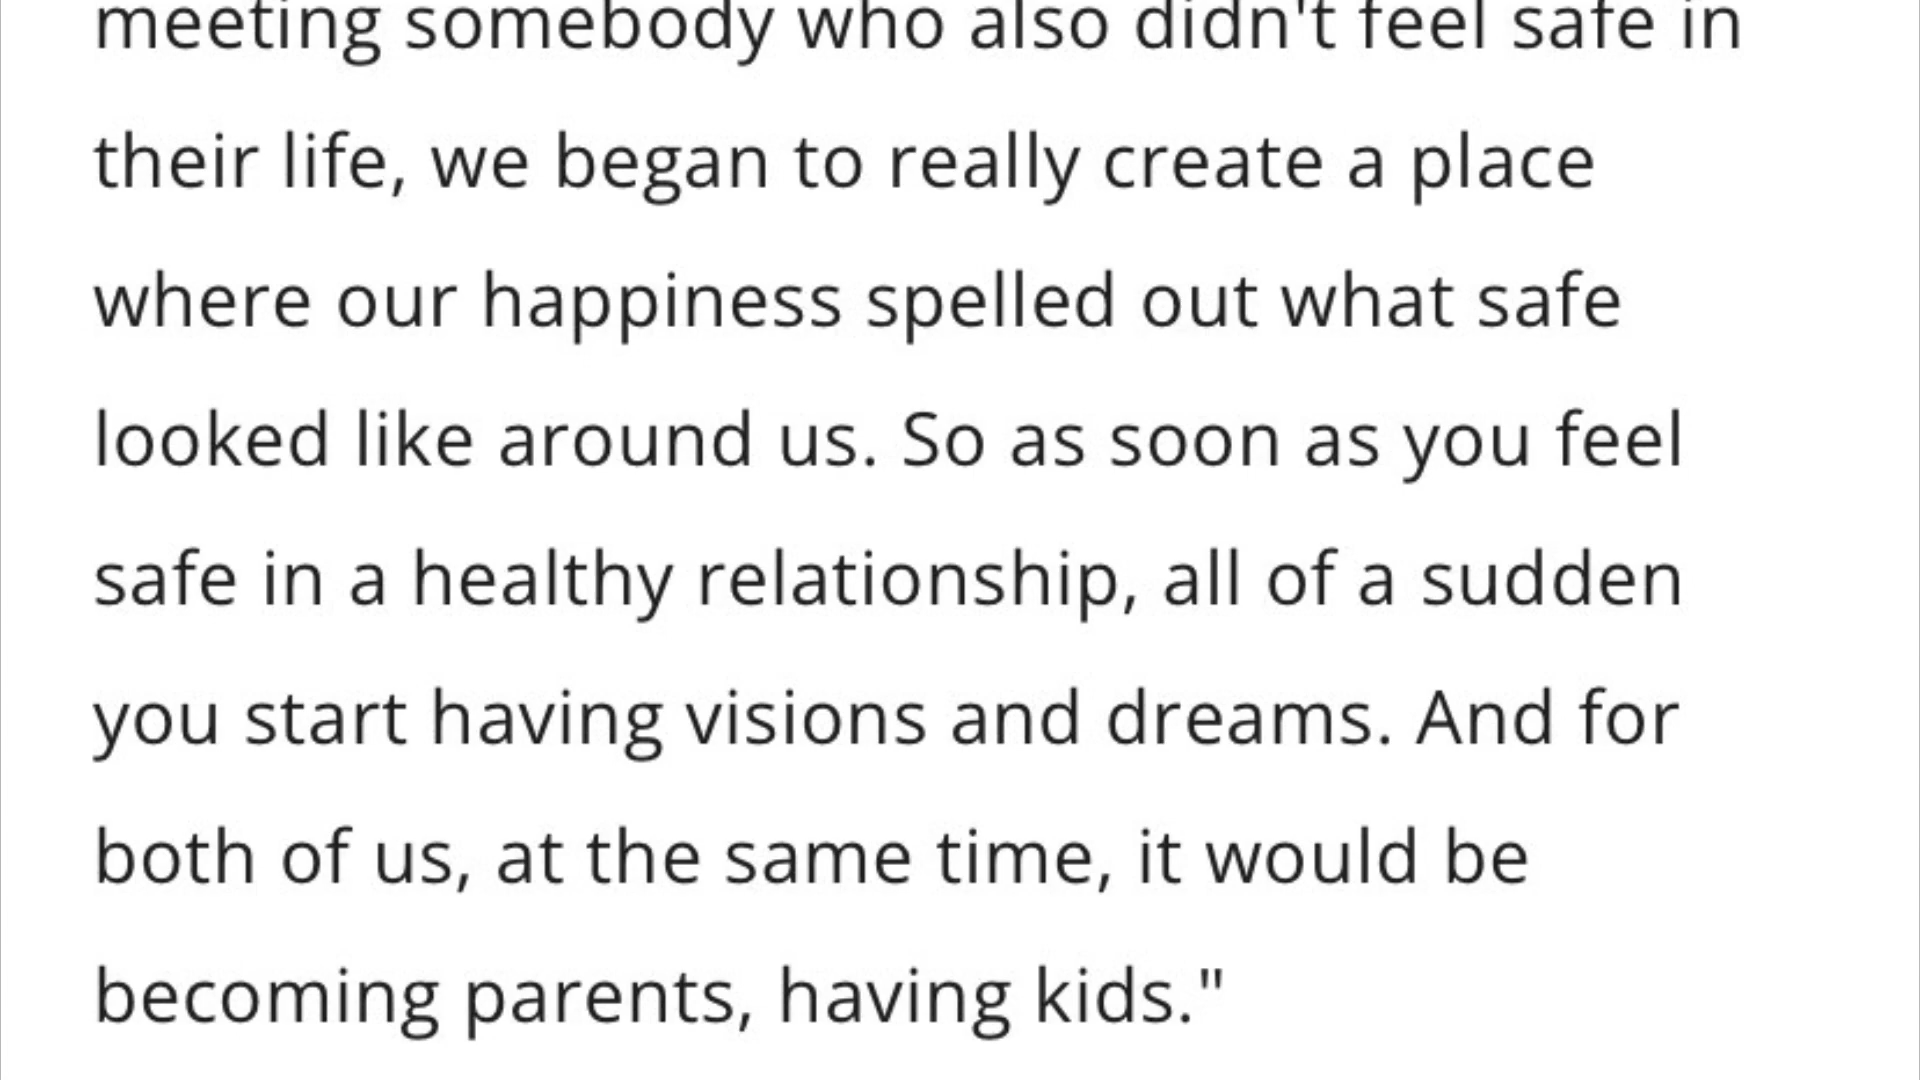 meeting somebody who also didn't feel safe in
their life, we began to really create a place
where our happiness spelled out what safe
looked like around us. So as soon as you feel
safe in a healthy relationship, all of a sudden
you start having visions and dreams. And for
both of us, at the same time, it would be
becoming parents, having kids."